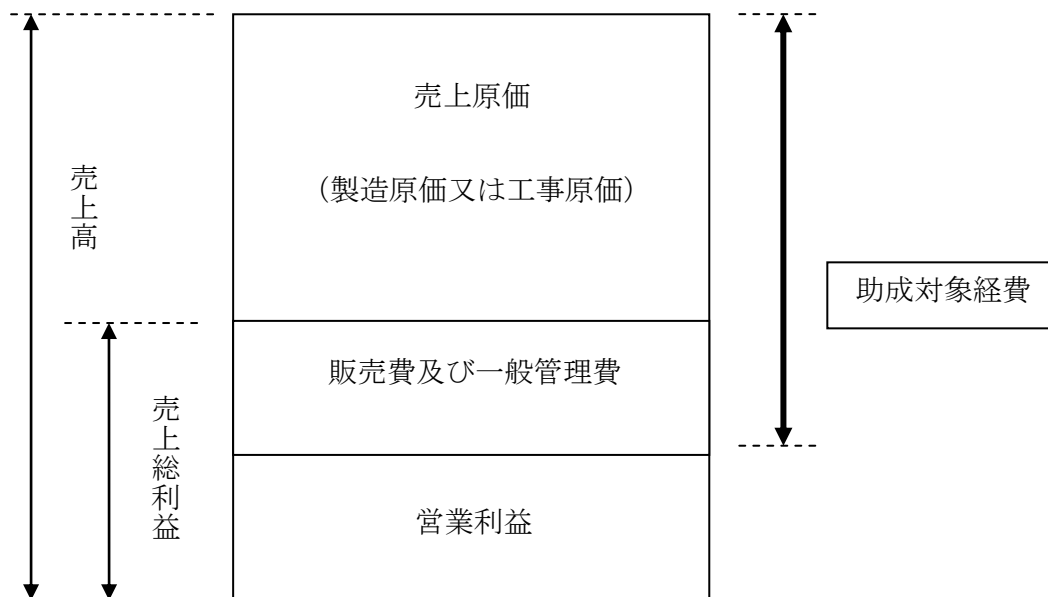 売上原価
（製造原価又は工事原価）
売上高
助成対象経費
販売費及び一般管理費
売上総利益
営業利益